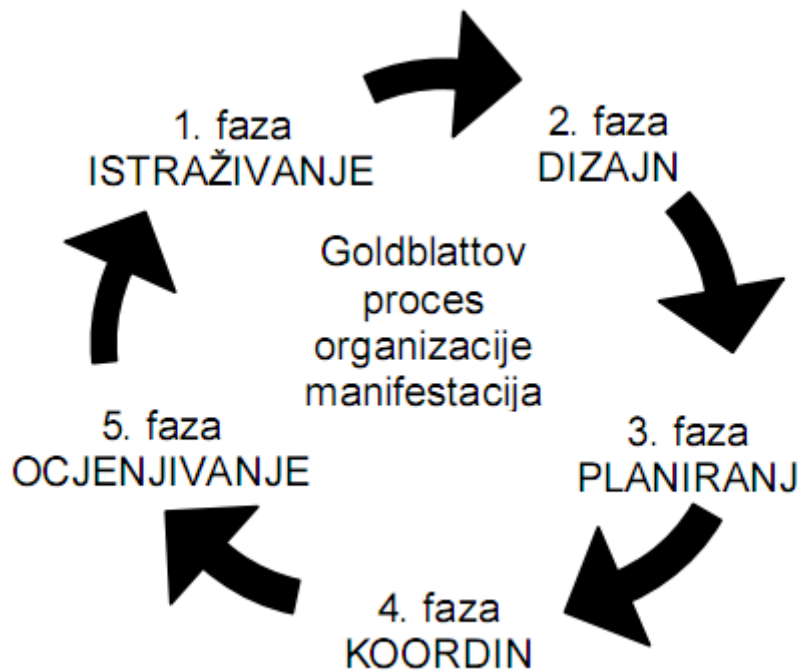 1. faza
ISTRAŽIVANJE
2. faza
DIZAJN
Goldblattov
proces
organizacije
manifestacija
3. faza
PLANIRANJ
4. faza
KOORDIN
5. faza
OCJENJIVANJE